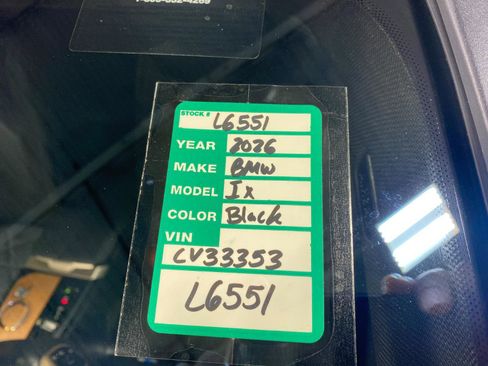 STOCK # L6551
YEAR 2026
MAKE BMW
MODEL Ix
COLOR Black
VIN
CV33353
L6551